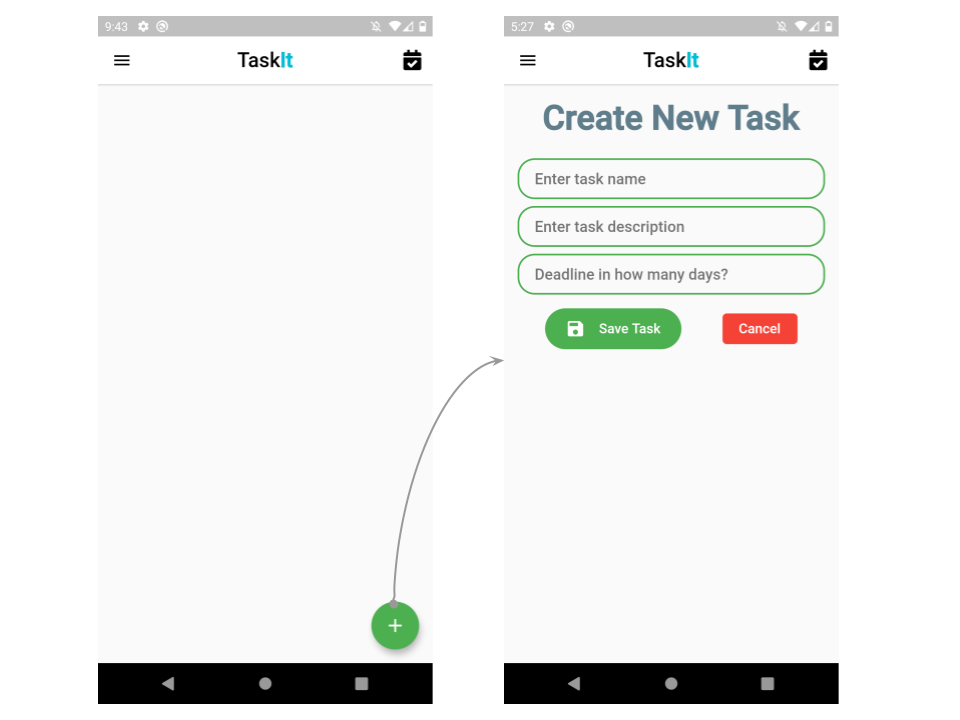 9:43
TaskIt
5:27
TaskIt
Create New Task
Enter task name
Enter task description
Deadline in how many days?
Save Task
Cancel